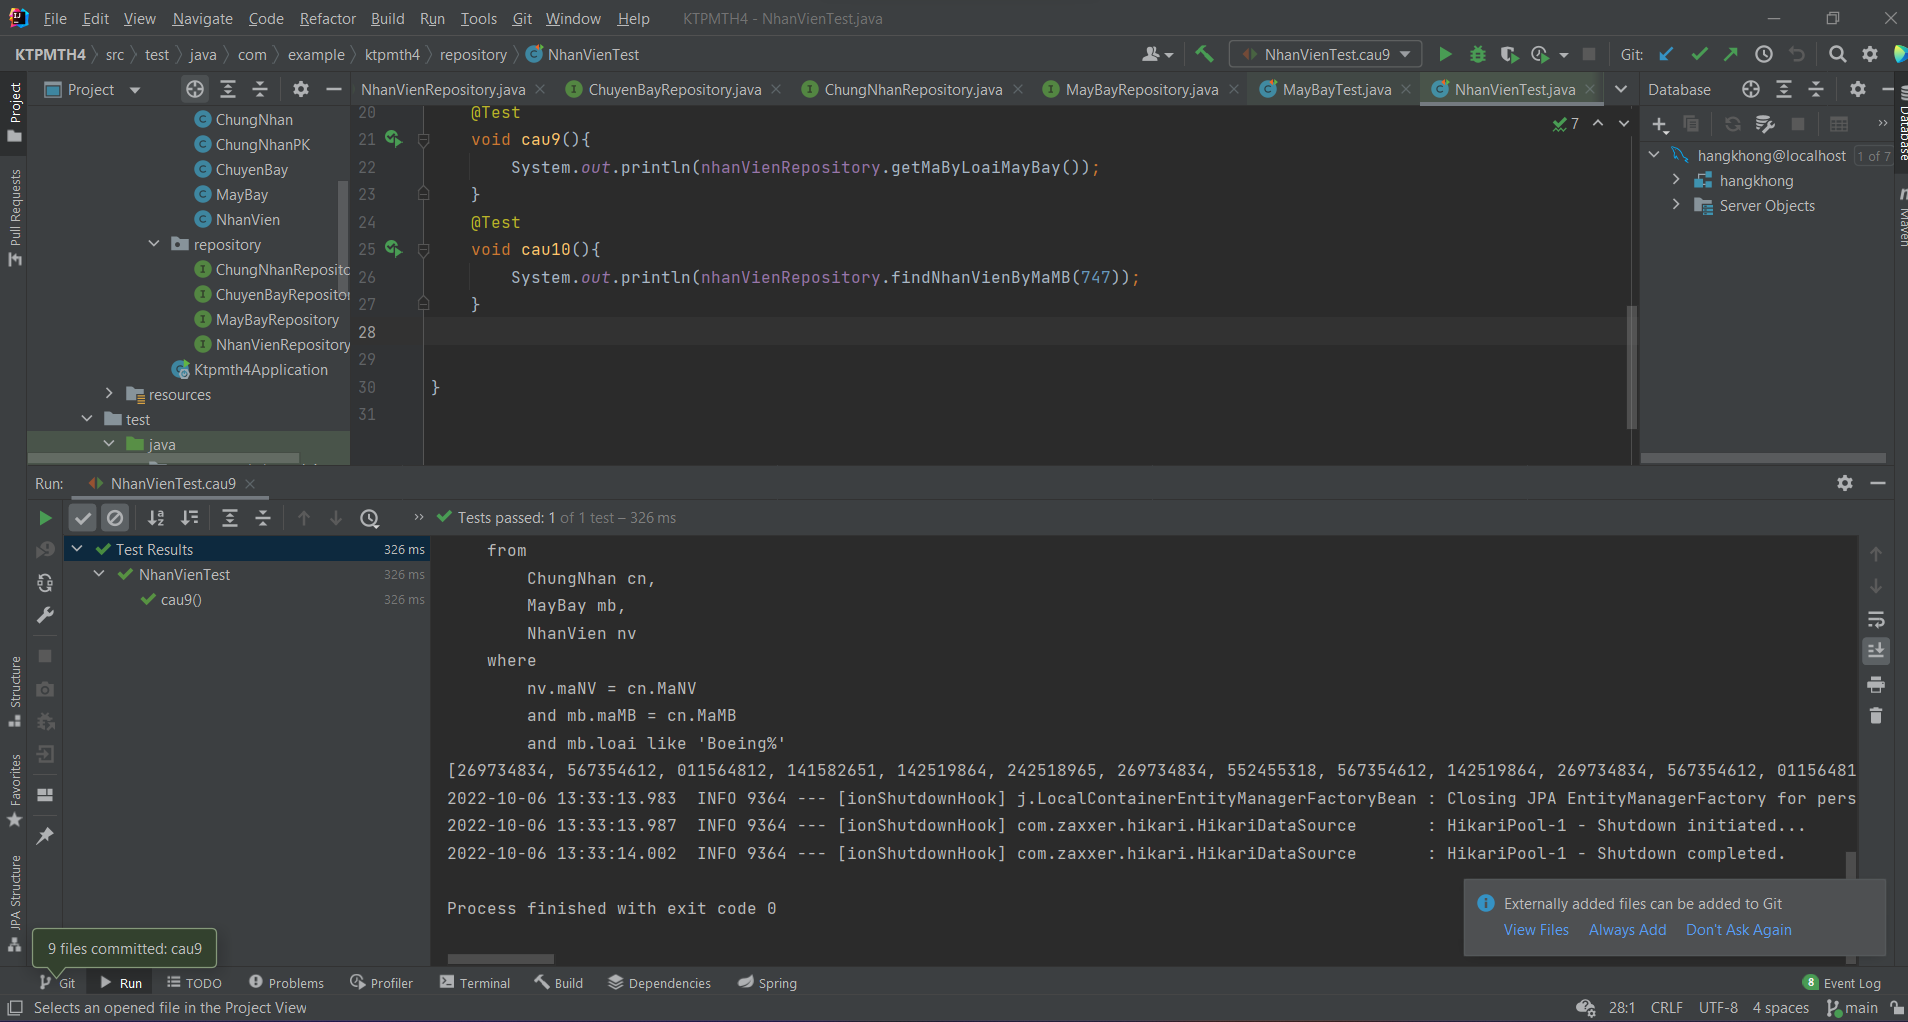 File Edit View Navigate Code Refactor Build Run Tools Git Window Help KTPMTH4 - NhanVienTest.java
KTPMTH4 src test java com example ktpmth4 repository NhanVienTest NhanVienTest.cau9 Git:
Project NhanVienRepository.java ChuyenBayRepository.java ChungNhanRepository.java MayBayRepository.java MayBayTest.java NhanVienTest.java Database
Project
Pull Requests
Structure
Favorites
JPA Structure
ChungNhan
ChungNhanPK
ChuyenBay
MayBay
NhanVien
repository
ChungNhanReposito
ChuyenBayRepositor
MayBayRepository
NhanVienRepository
Ktpmth4Application
resources
test
java
20 @Test
21 void cau9(){
22 System.out.println(nhanVienRepository.getMaByLoaiMayBay());
23 }
24 @Test
25 void cau10(){
26 System.out.println(nhanVienRepository.findNhanVienByMaMB(747));
27 }
28
29
30 }
31
7
hangkhong@localhost 1 of 7
hangkhong
Server Objects
Database
Maven
Run: NhanVienTest.cau9
Tests passed: 1 of 1 test – 326 ms
Test Results 326 ms
NhanVienTest 326 ms
cau9() 326 ms
from
ChungNhan cn,
MayBay mb,
NhanVien nv
where
nv.maNV = cn.MaNV
and mb.maMB = cn.MaMB
and mb.loai like 'Boeing%'
[269734834, 567354612, 011564812, 141582651, 142519864, 242518965, 269734834, 552455318, 567354612, 142519864, 269734834, 567354612, 01156481
2022-10-06 13:33:13.983 INFO 9364 --- [ionShutdownHook] j.LocalContainerEntityManagerFactoryBean : Closing JPA EntityManagerFactory for pers
2022-10-06 13:33:13.987 INFO 9364 --- [ionShutdownHook] com.zaxxer.hikari.HikariDataSource : HikariPool-1 - Shutdown initiated...
2022-10-06 13:33:14.002 INFO 9364 --- [ionShutdownHook] com.zaxxer.hikari.HikariDataSource : HikariPool-1 - Shutdown completed.
Process finished with exit code 0
Externally added files can be added to Git
View Files Always Add Don't Ask Again
9 files committed: cau9
Git Run TODO Problems Profiler Terminal Build Dependencies Spring 8 Event Log
Selects an opened file in the Project View 28:1 CRLF UTF-8 4 spaces main